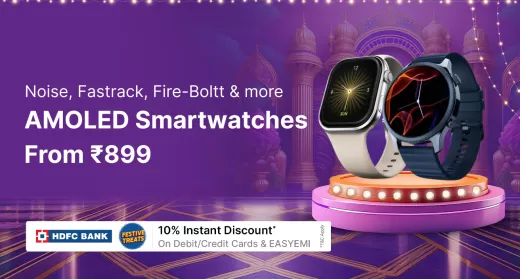 Noise, Fastrack, Fire-Boltt & more
AMOLED Smartwatches
From ₹899
HDFC BANK
FESTIVE TREATS
10% Instant Discount*
On Debit/Credit Cards & EASYEMI
*T&C Apply